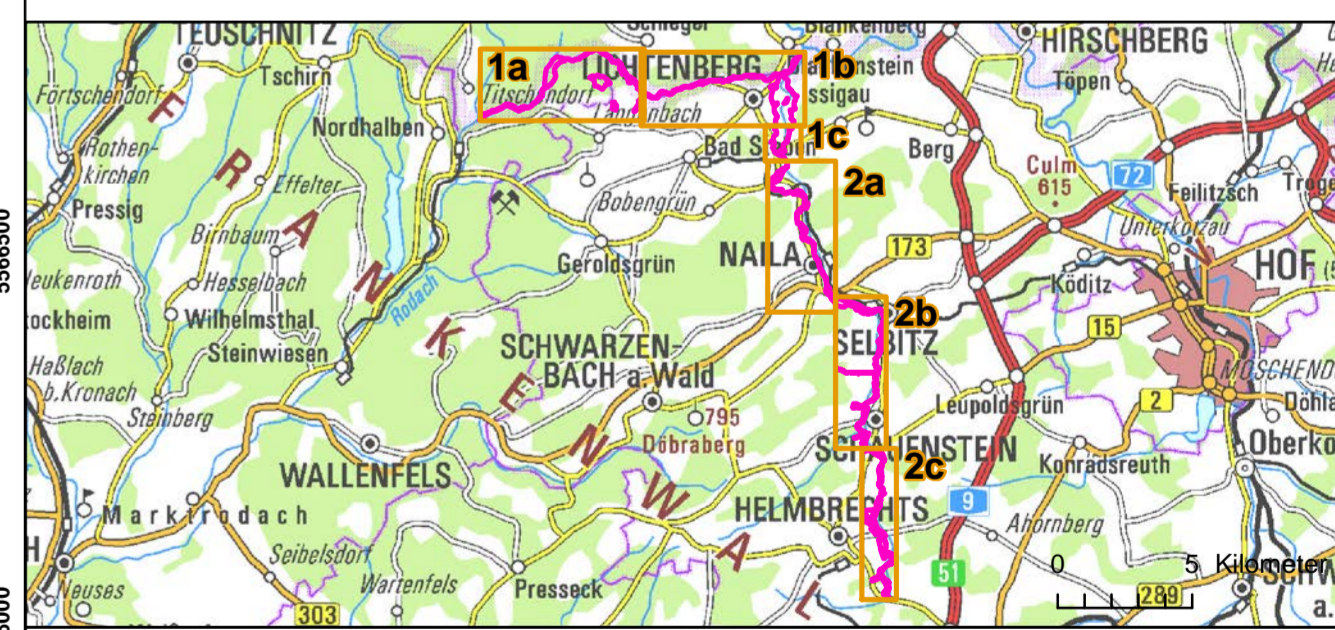 TEUSCHNITZ
Blankenberg
HIRSCHBERG
Tschirn
1a
LICHTENBERG
1b
Töpen
Förtschendorf
Titschendorf
Nordhalben
1c
Bad Steben
Berg
Rothen-
kirchen
Effelter
2a
Culm
615
72
Feilitzsch
Pressig
Bobengrün
Birnbaum
Unterkotzau
NAILA
173
HOF
Geroldsgrün
Hesselbach
Köditz
Rodach
Wilhelmsthal
2b
15
SELBITZ
Steinwiesen
SCHWARZEN-
BACH a. Wald
Haßlach
b. Kronach
Steinberg
795
Döbraberg
Leupoldsgrün
2
SCHAUENSTEIN
WALLENFELS
2c
Konradsreuth
HELMBRECHTS
9
Marktrodach
Ahornberg
Seibelsdorf
Wartenfels
Presseck
51
0 5 Kilometer
Neuses
303
289
a.
FRANKENWAL
5566500